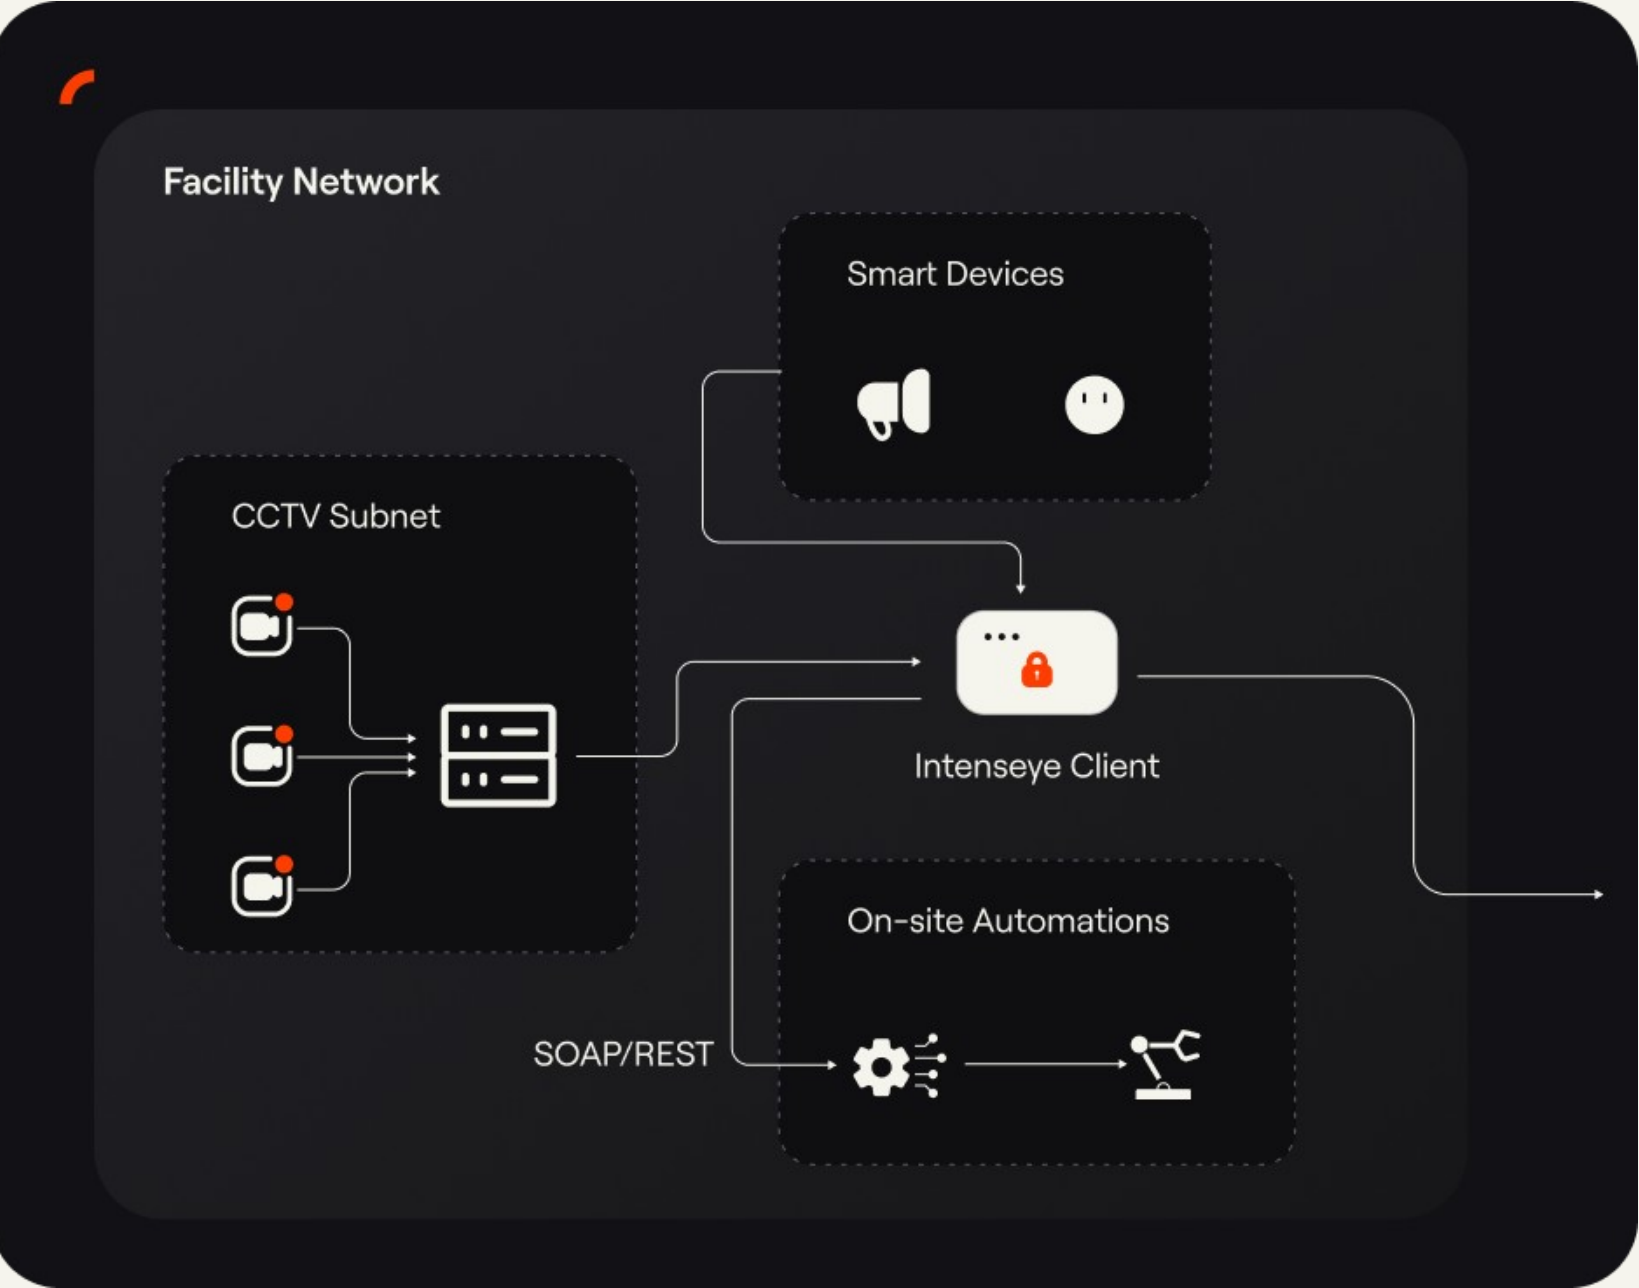 Facility Network
Smart Devices
CCTV Subnet
Intenseye Client
On-site Automations
SOAP/REST